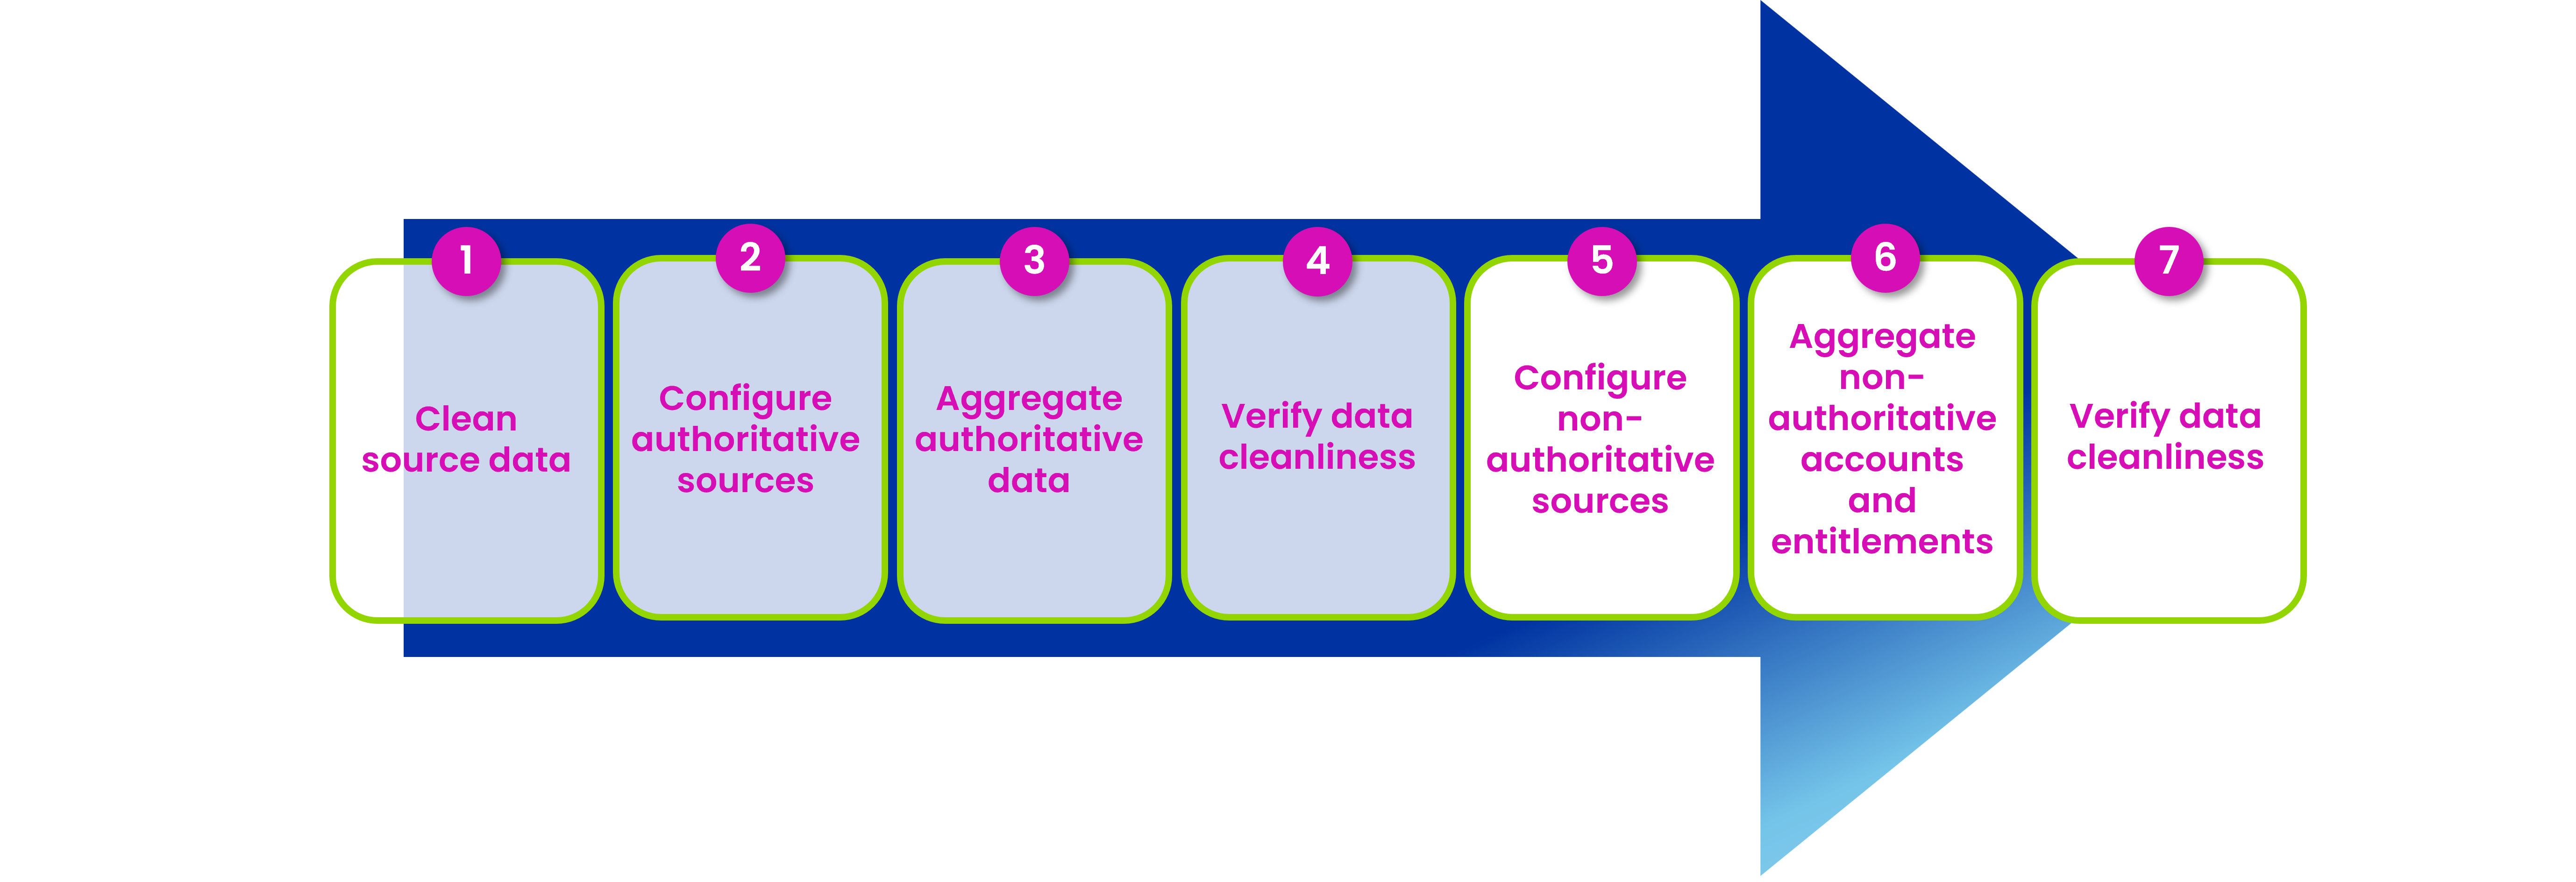 1
Clean
source data
2
Configure
authoritative
sources
3
Aggregate
authoritative
data
4
Verify data
cleanliness
5
Configure
non-
authoritative
sources
6
Aggregate
non-
authoritative
accounts
and
entitlements
7
Verify data
cleanliness